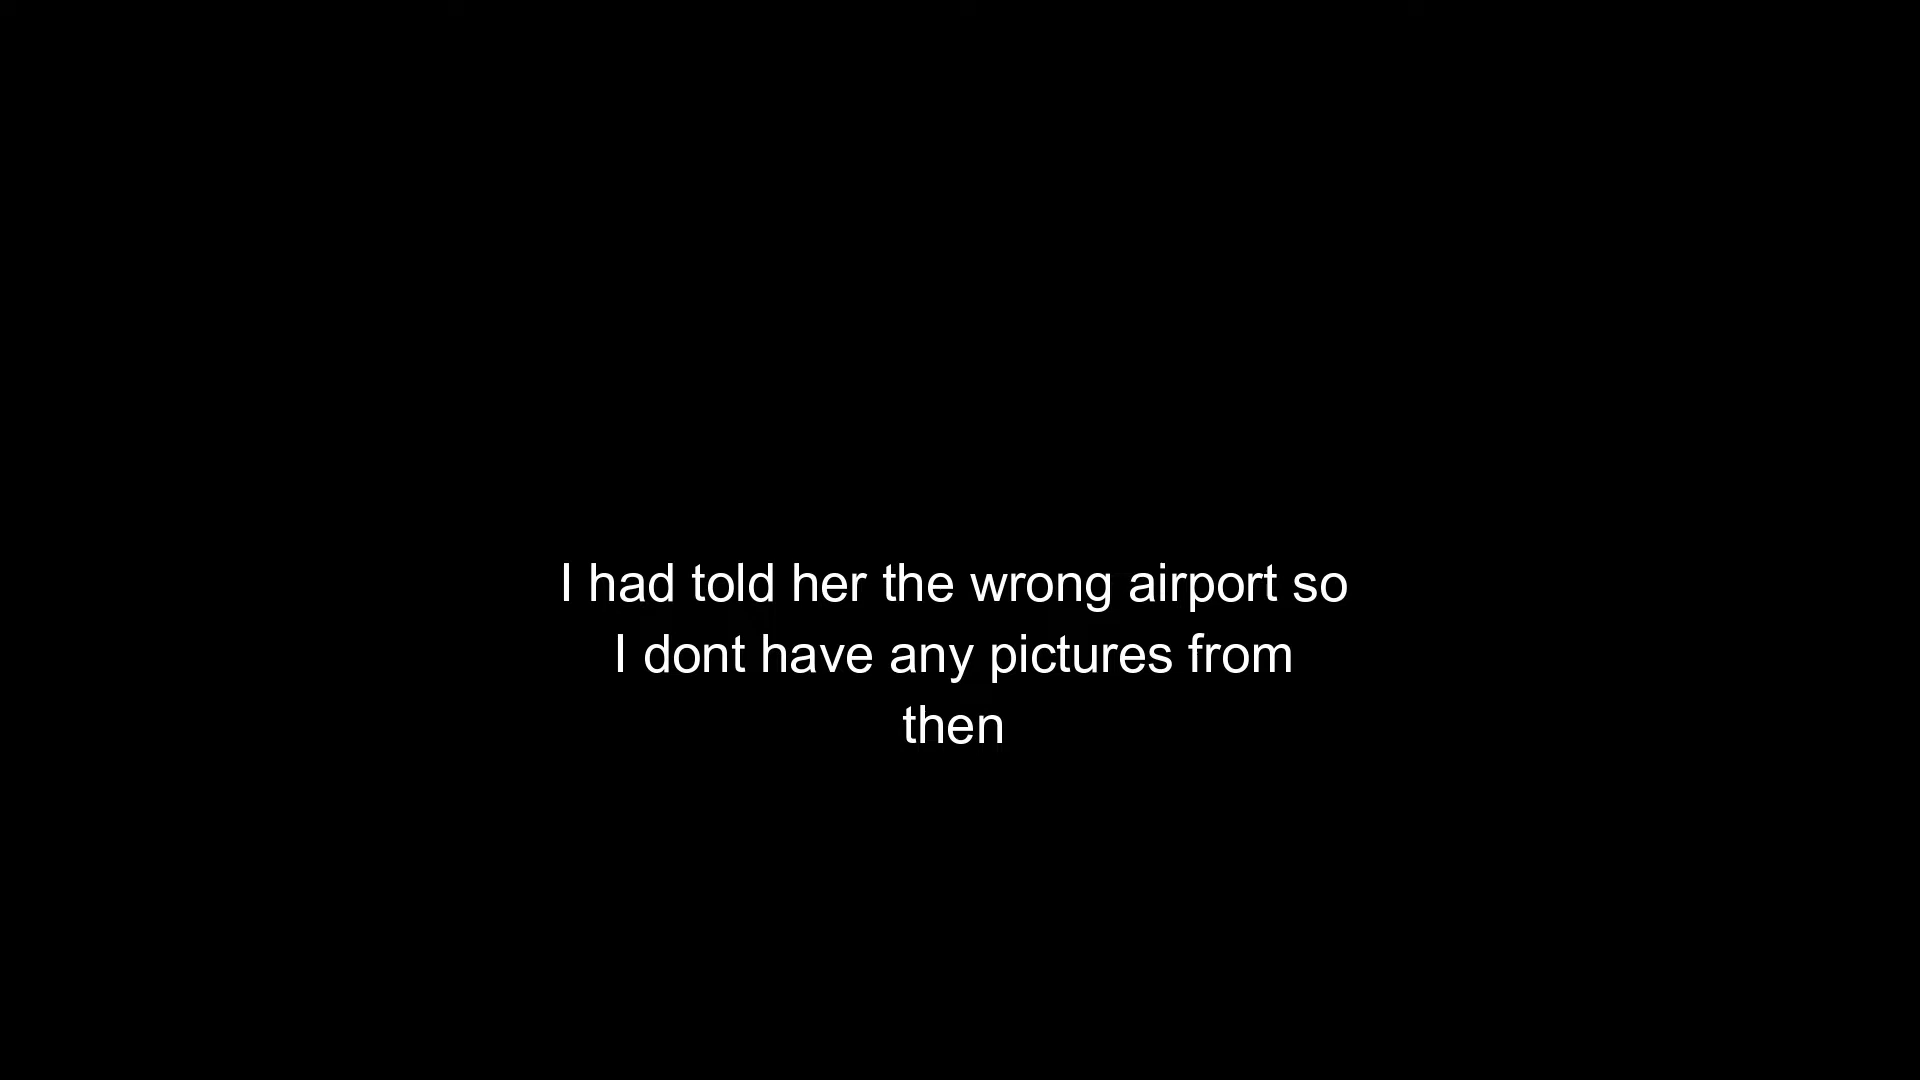 I had told her the wrong airport so
I dont have any pictures from
then